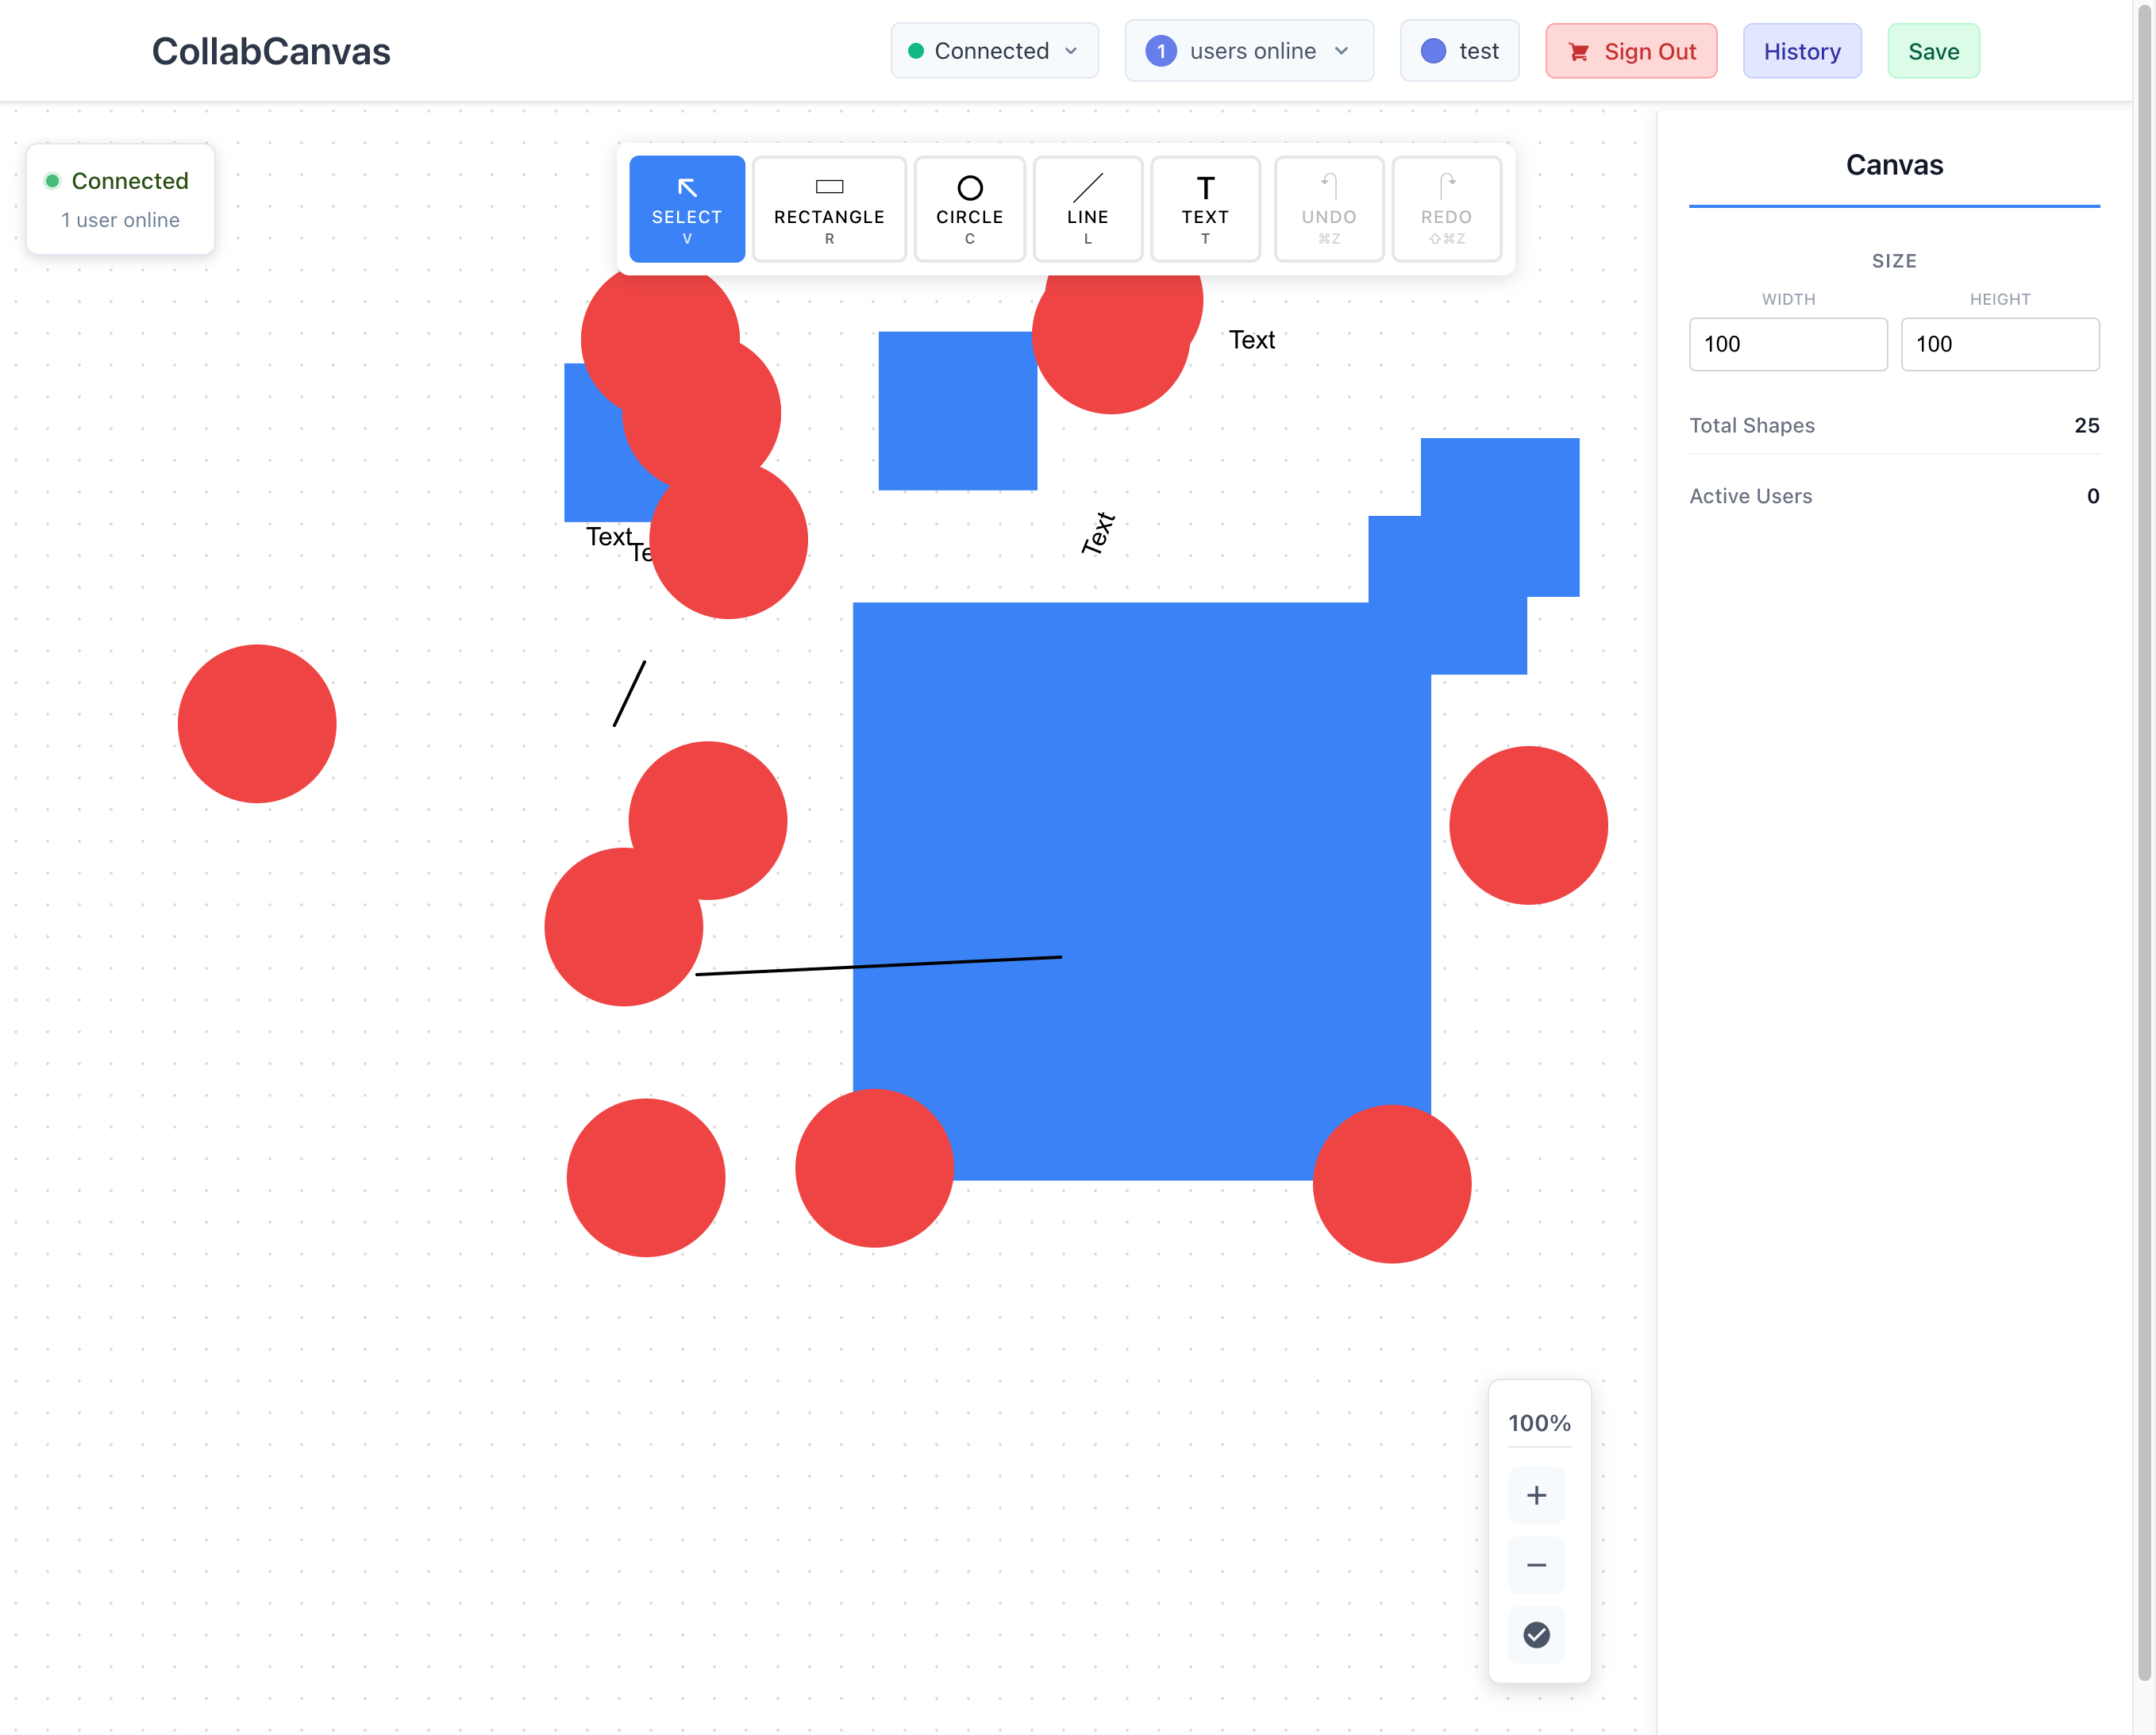 CollabCanvas
Connected
1 users online
test
Sign Out
History
Save
Connected
1 user online
SELECT
V
RECTANGLE
R
CIRCLE
C
LINE
L
T
TEXT
T
UNDO
⌘Z
REDO
⇧⌘Z
Text
Text
Text
Te
Canvas
SIZE
WIDTH
HEIGHT
100
100
Total Shapes
25
Active Users
0
100%